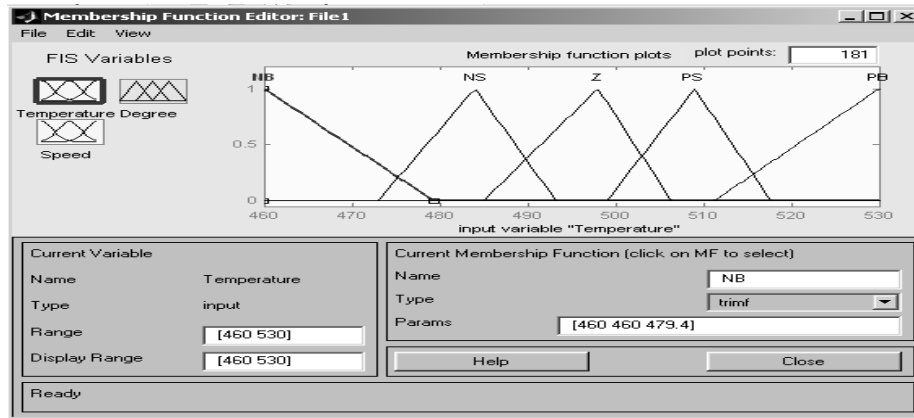 Membership Function Editor: File1
File Edit View
FIS Variables
Membership function plots
plot points:
181
NB NS Z PS PB
1
0.5
0
460 470 480 490 500 510 520 530
input variable "Temperature"
Temperature Degree
Speed
Current Variable
Name Temperature
Type input
Range [460 530]
Display Range [460 530]
Current Membership Function (click on MF to select)
Name NB
Type trimf
Params [460 460 479.4]
Help Close
Ready